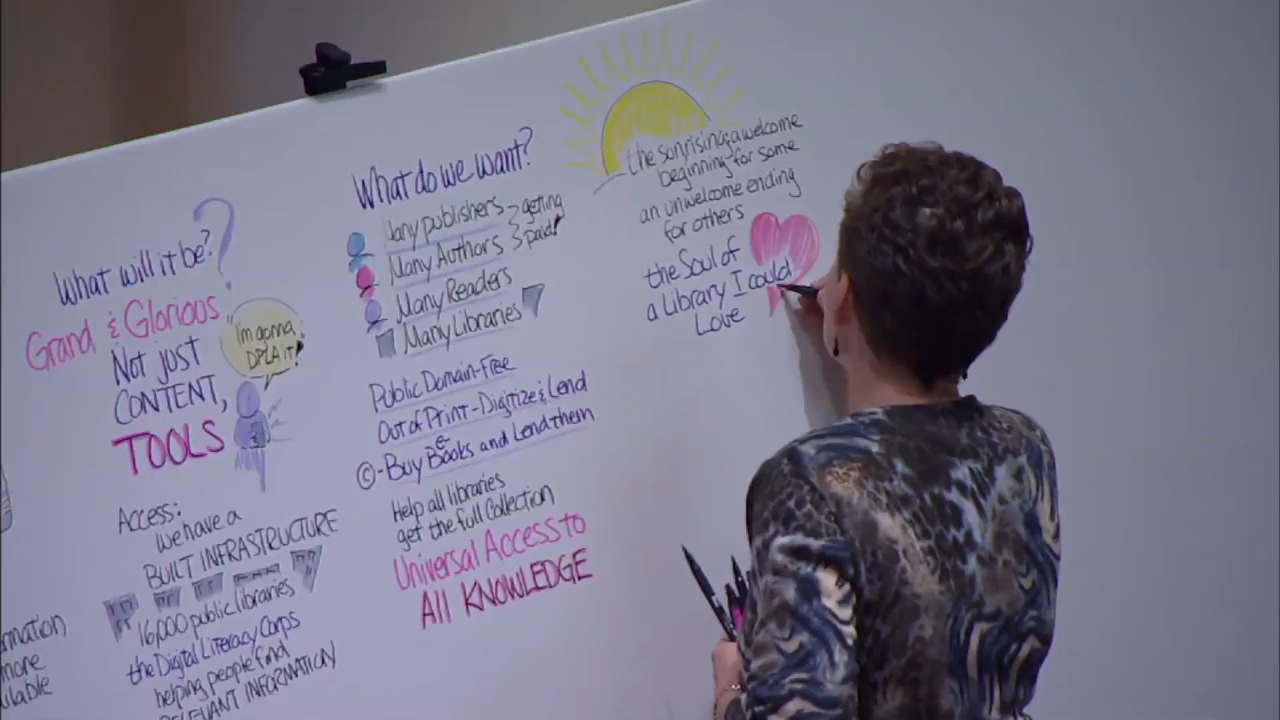 What will it be?
Grand & Glorious
Not just
CONTENT,
TOOLS
"I'm gonna
DPLA it!"
Access:
we have a
BUILT INFRASTRUCTURE
16,000 public libraries
the Digital Literacy Corps
helping people find
RELEVANT INFORMATION
more
What do we want?
Many publishers
Many Authors
getting
paid!
Many Readers
Many Libraries
Public Domain-Free
Out of Print-Digitize & Lend
©-Buy eBooks and Lend them
Help all libraries
get the full Collection
Universal Access to
All KNOWLEDGE
the sonrising; a welcome
beginning for some
an unwelcome ending
for others
the Soul of
a Library I could
Love